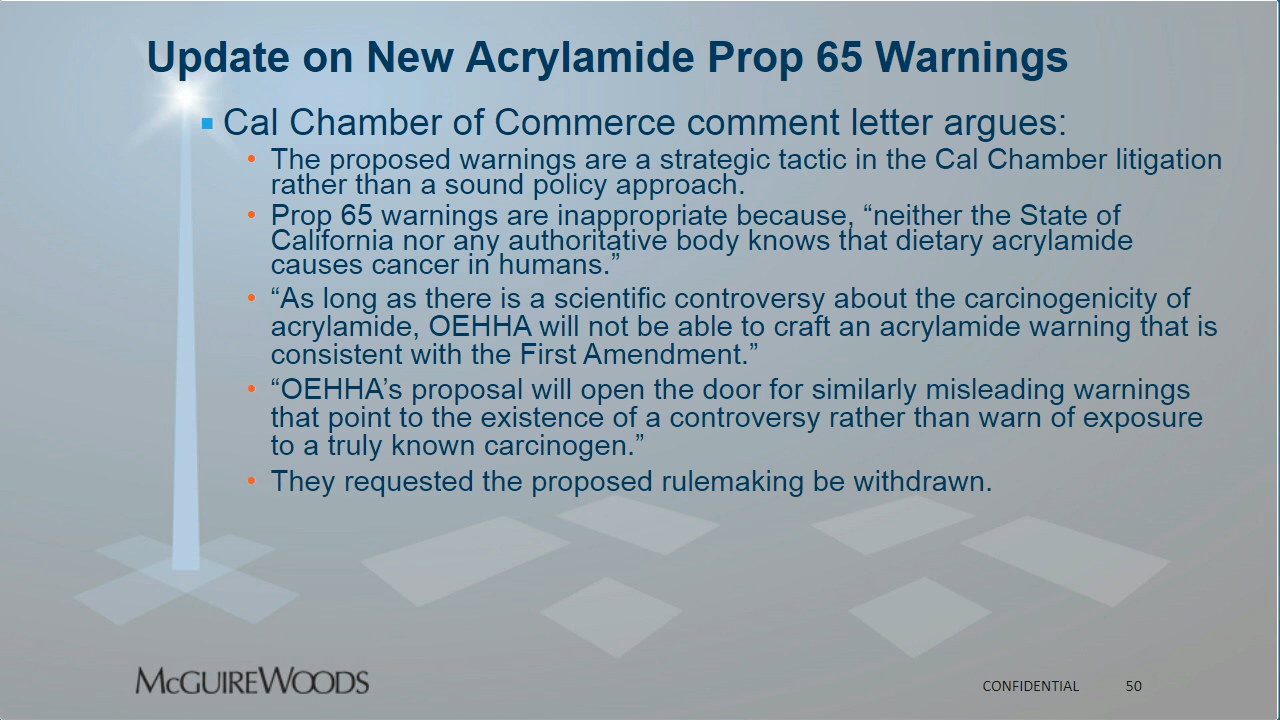 Update on New Acrylamide Prop 65 Warnings
▪ Cal Chamber of Commerce comment letter argues:
• The proposed warnings are a strategic tactic in the Cal Chamber litigation
rather than a sound policy approach.
• Prop 65 warnings are inappropriate because, “neither the State of
California nor any authoritative body knows that dietary acrylamide
causes cancer in humans.”
• “As long as there is a scientific controversy about the carcinogenicity of
acrylamide, OEHHA will not be able to craft an acrylamide warning that is
consistent with the First Amendment.”
• “OEHHA’s proposal will open the door for similarly misleading warnings
that point to the existence of a controversy rather than warn of exposure
to a truly known carcinogen.”
• They requested the proposed rulemaking be withdrawn.
McGUIREWOODS
CONFIDENTIAL 50